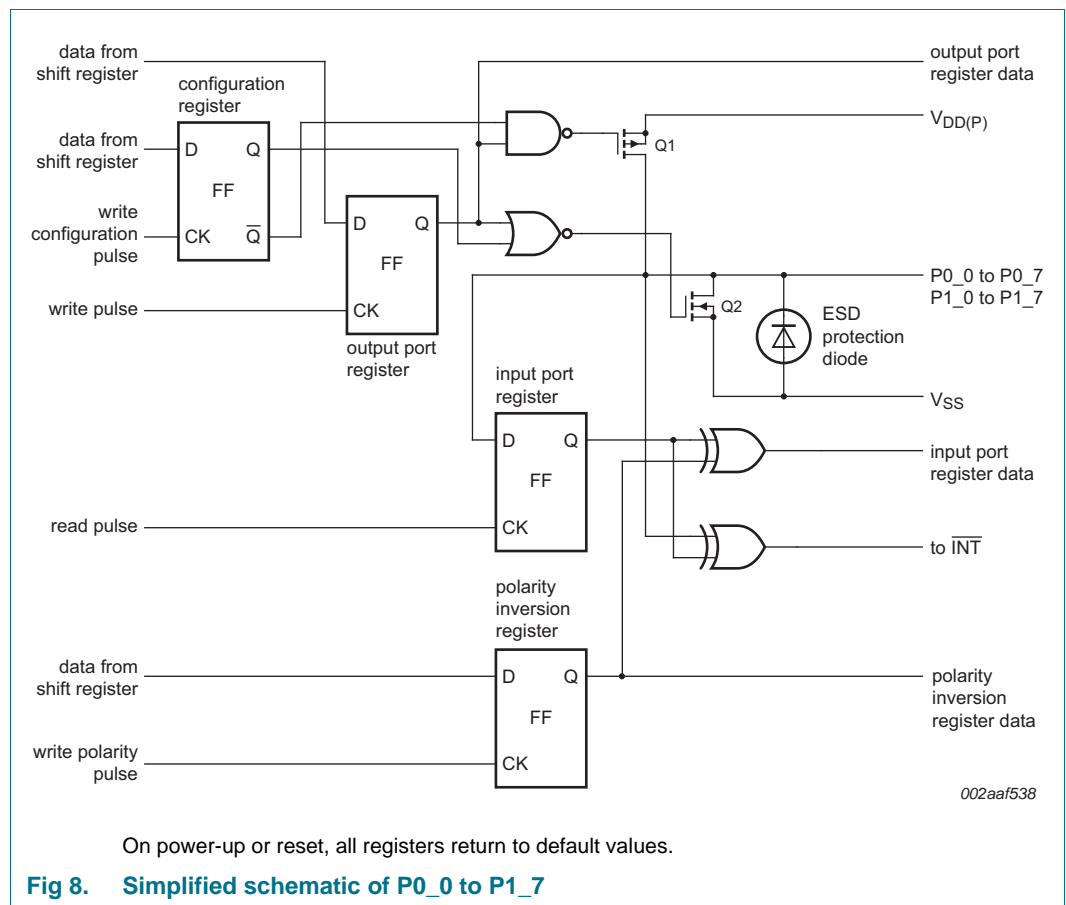 data from
shift register
configuration
register
data from
shift register
D
Q
FF
write
configuration
pulse
CK
Q̅
D
Q
FF
CK
write pulse
output port
register
output port
register data
V_DD(P)
Q1
P0_0 to P0_7
P1_0 to P1_7
Q2
ESD
protection
diode
V_SS
input port
register
D
Q
FF
CK
read pulse
input port
register data
to I̅N̅T̅
polarity
inversion
register
data from
shift register
D
Q
FF
CK
write polarity
pulse
polarity
inversion
register data
002aaf538
On power-up or reset, all registers return to default values.
Fig 8. Simplified schematic of P0_0 to P1_7